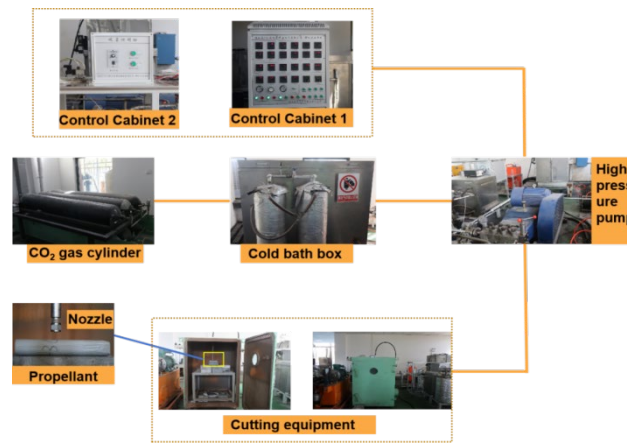 Control Cabinet 2
Control Cabinet 1
CO₂ gas cylinder
Cold bath box
High
press
ure
pump
Nozzle
Propellant
Cutting equipment